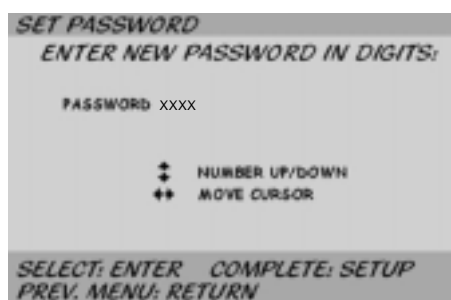 SET PASSWORD
ENTER NEW PASSWORD IN DIGITS:
PASSWORD XXXX
NUMBER UP/DOWN
MOVE CURSOR
SELECT: ENTER COMPLETE: SETUP
PREV. MENU: RETURN